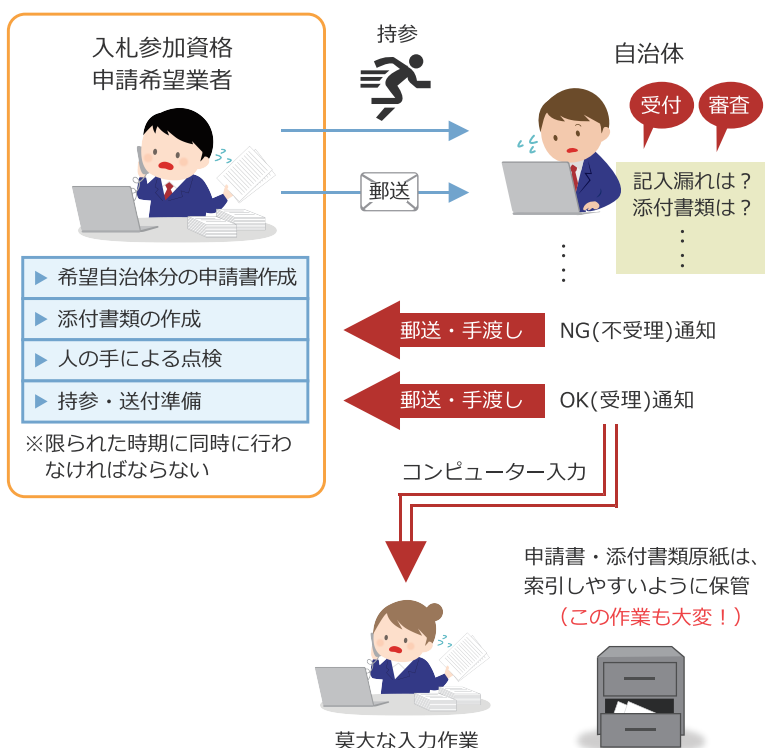 入札参加資格
申請希望業者
持参
郵送
自治体
受付
審査
記入漏れは？
添付書類は？
希望自治体分の申請書作成
添付書類の作成
人の手による点検
持参・送付準備
※限られた時期に同時に行わ
なければならない
郵送・手渡し
NG(不受理)通知
郵送・手渡し
OK(受理)通知
コンピューター入力
申請書・添付書類原紙は、
索引しやすいように保管
（この作業も大変！）
莫大な入力作業